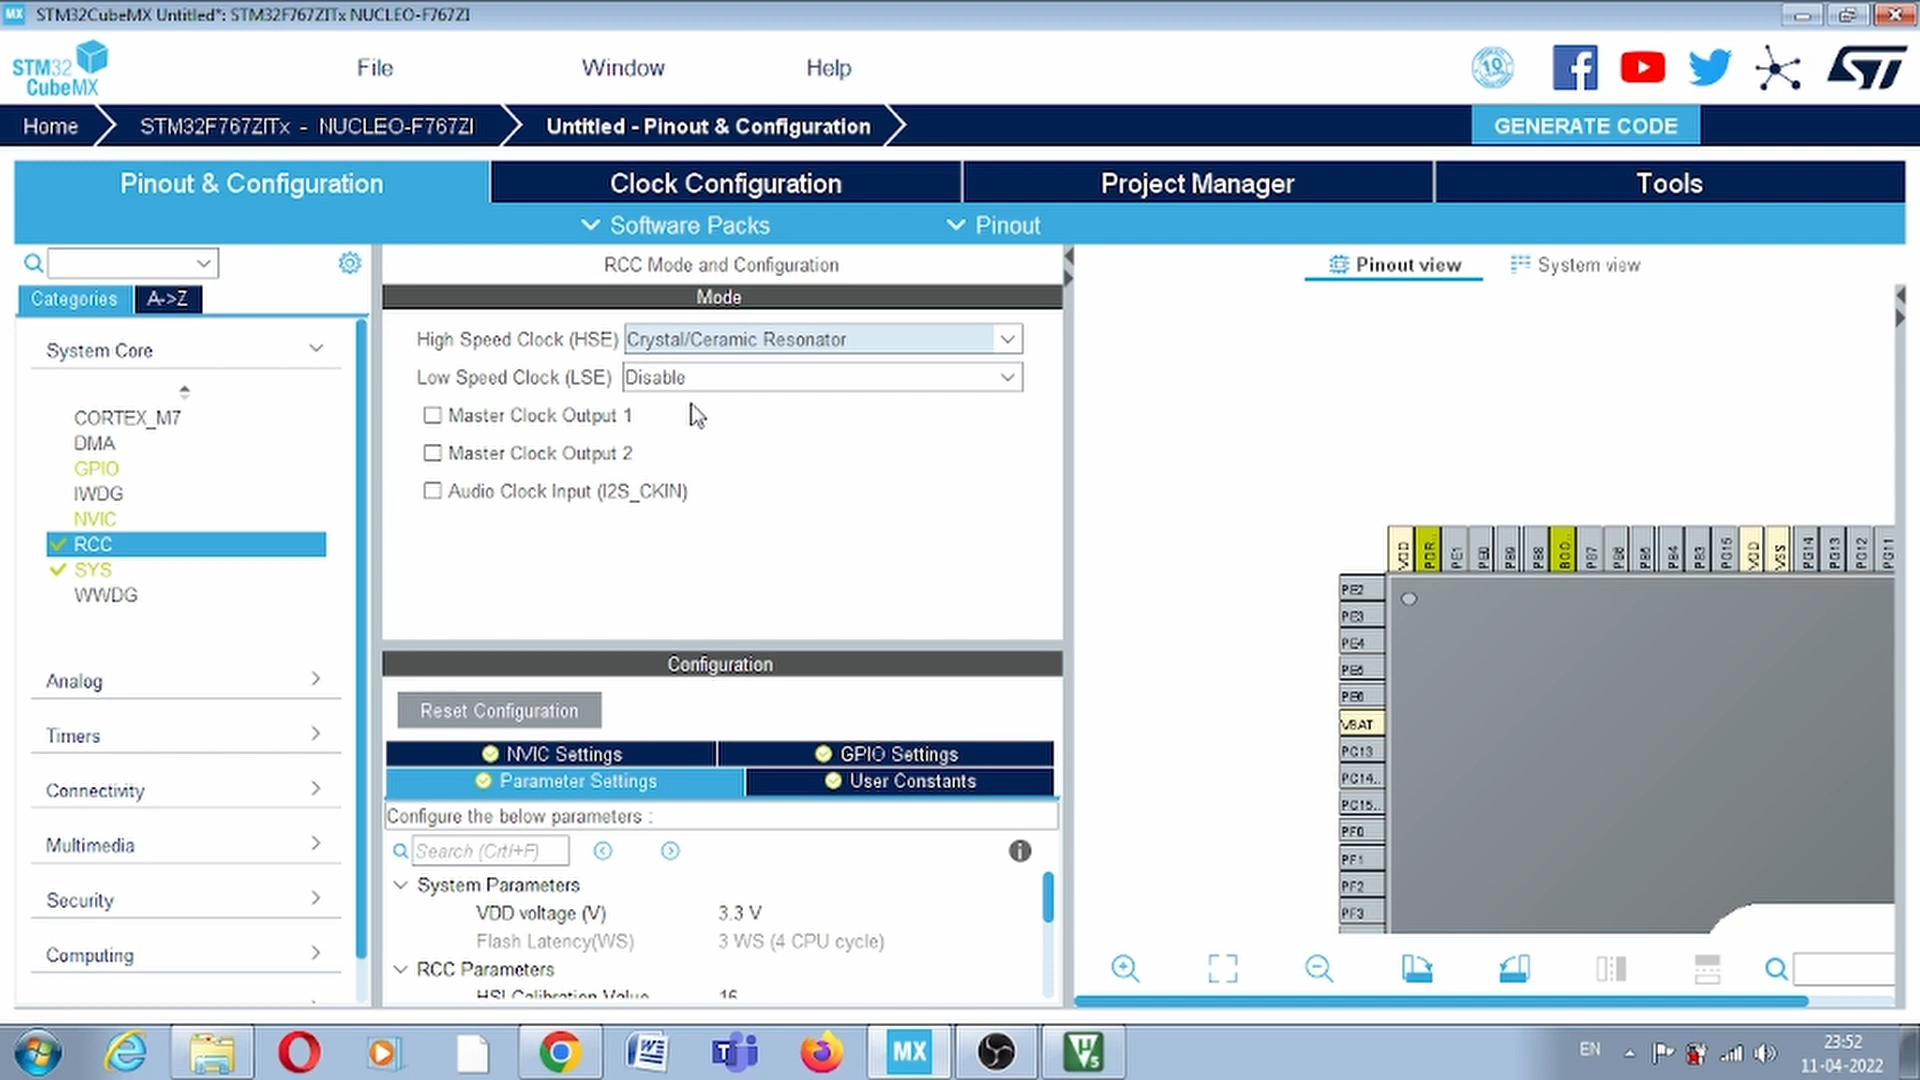 MX STM32CubeMX Untitled*: STM32F767ZITx NUCLEO-F767ZI
STM32
CubeMX
File
Window
Help
10
Home
STM32F767ZITx - NUCLEO-F767ZI
Untitled - Pinout & Configuration
GENERATE CODE
Pinout & Configuration
Clock Configuration
Project Manager
Tools
Software Packs
Pinout
Categories
A->Z
System Core
CORTEX_M7
DMA
GPIO
IWDG
NVIC
RCC
SYS
WWDG
Analog
Timers
Connectivity
Multimedia
Security
Computing
RCC Mode and Configuration
Mode
High Speed Clock (HSE) Crystal/Ceramic Resonator
Low Speed Clock (LSE) Disable
Master Clock Output 1
Master Clock Output 2
Audio Clock Input (I2S_CKIN)
Configuration
Reset Configuration
NVIC Settings
GPIO Settings
Parameter Settings
User Constants
Configure the below parameters :
Search (Crtl+F)
System Parameters
VDD voltage (V) 3.3 V
Flash Latency(WS) 3 WS (4 CPU cycle)
RCC Parameters
HSI Calibration Value 16
Pinout view
System view
VDD
PDR..
PE1
PE0
PB9
PB8
BOO..
PB7
PB6
PB5
PB4
PB3
PG15
VDD
VSS
PG14
PG13
PG12
PG11
PE2
PE3
PE4
PE5
PE6
VBAT
PC13
PC14..
PC15..
PF0
PF1
PF2
PF3
MX
EN
23:52
11-04-2022